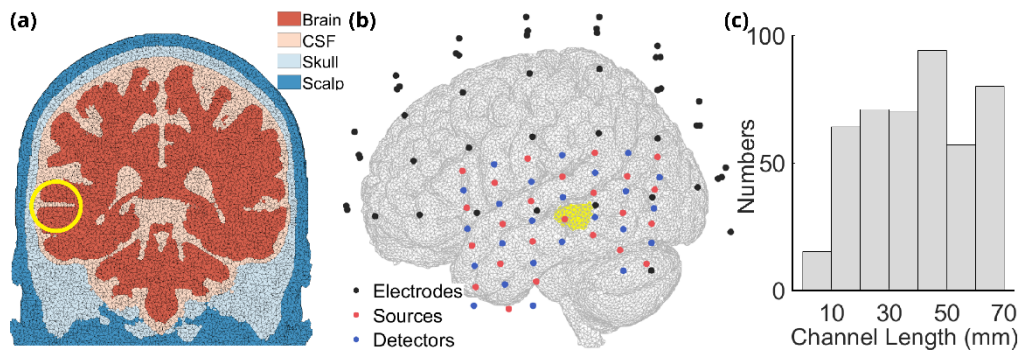 (a)
Brain
CSF
Skull
Scalp
(b)
Electrodes
Sources
Detectors
(c)
100
50
0
Numbers
10 30 50 70
Channel Length (mm)